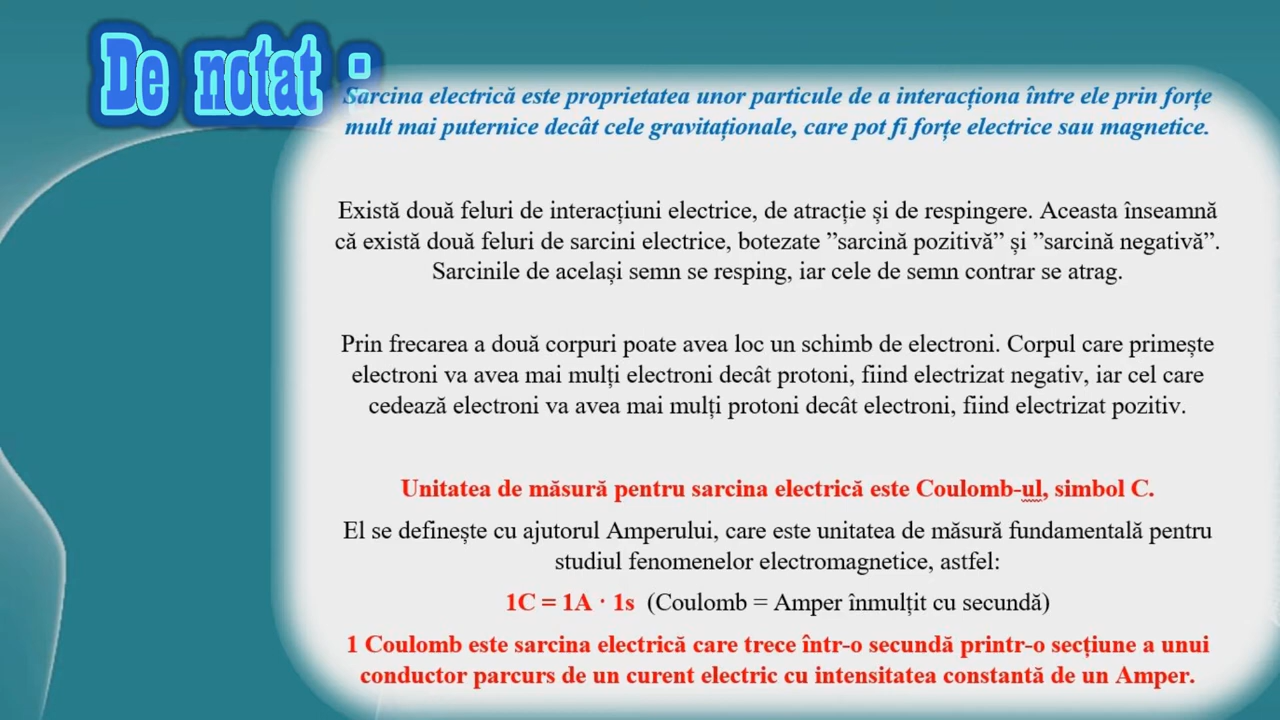 De notat :
Sarcina electrică este proprietatea unor particule de a interacționa între ele prin forțe
mult mai puternice decât cele gravitaționale, care pot fi forțe electrice sau magnetice.
Există două feluri de interacțiuni electrice, de atracție și de respingere. Aceasta înseamnă
că există două feluri de sarcini electrice, botezate ”sarcină pozitivă” și ”sarcină negativă”.
Sarcinile de același semn se resping, iar cele de semn contrar se atrag.
Prin frecarea a două corpuri poate avea loc un schimb de electroni. Corpul care primește
electroni va avea mai mulți electroni decât protoni, fiind electrizat negativ, iar cel care
cedează electroni va avea mai mulți protoni decât electroni, fiind electrizat pozitiv.
Unitatea de măsură pentru sarcina electrică este Coulomb-ul, simbol C.
El se definește cu ajutorul Amperului, care este unitatea de măsură fundamentală pentru
studiul fenomenelor electromagnetice, astfel:
1C = 1A · 1s (Coulomb = Amper înmulțit cu secundă)
1 Coulomb este sarcina electrică care trece într-o secundă printr-o secțiune a unui
conductor parcurs de un curent electric cu intensitatea constantă de un Amper.